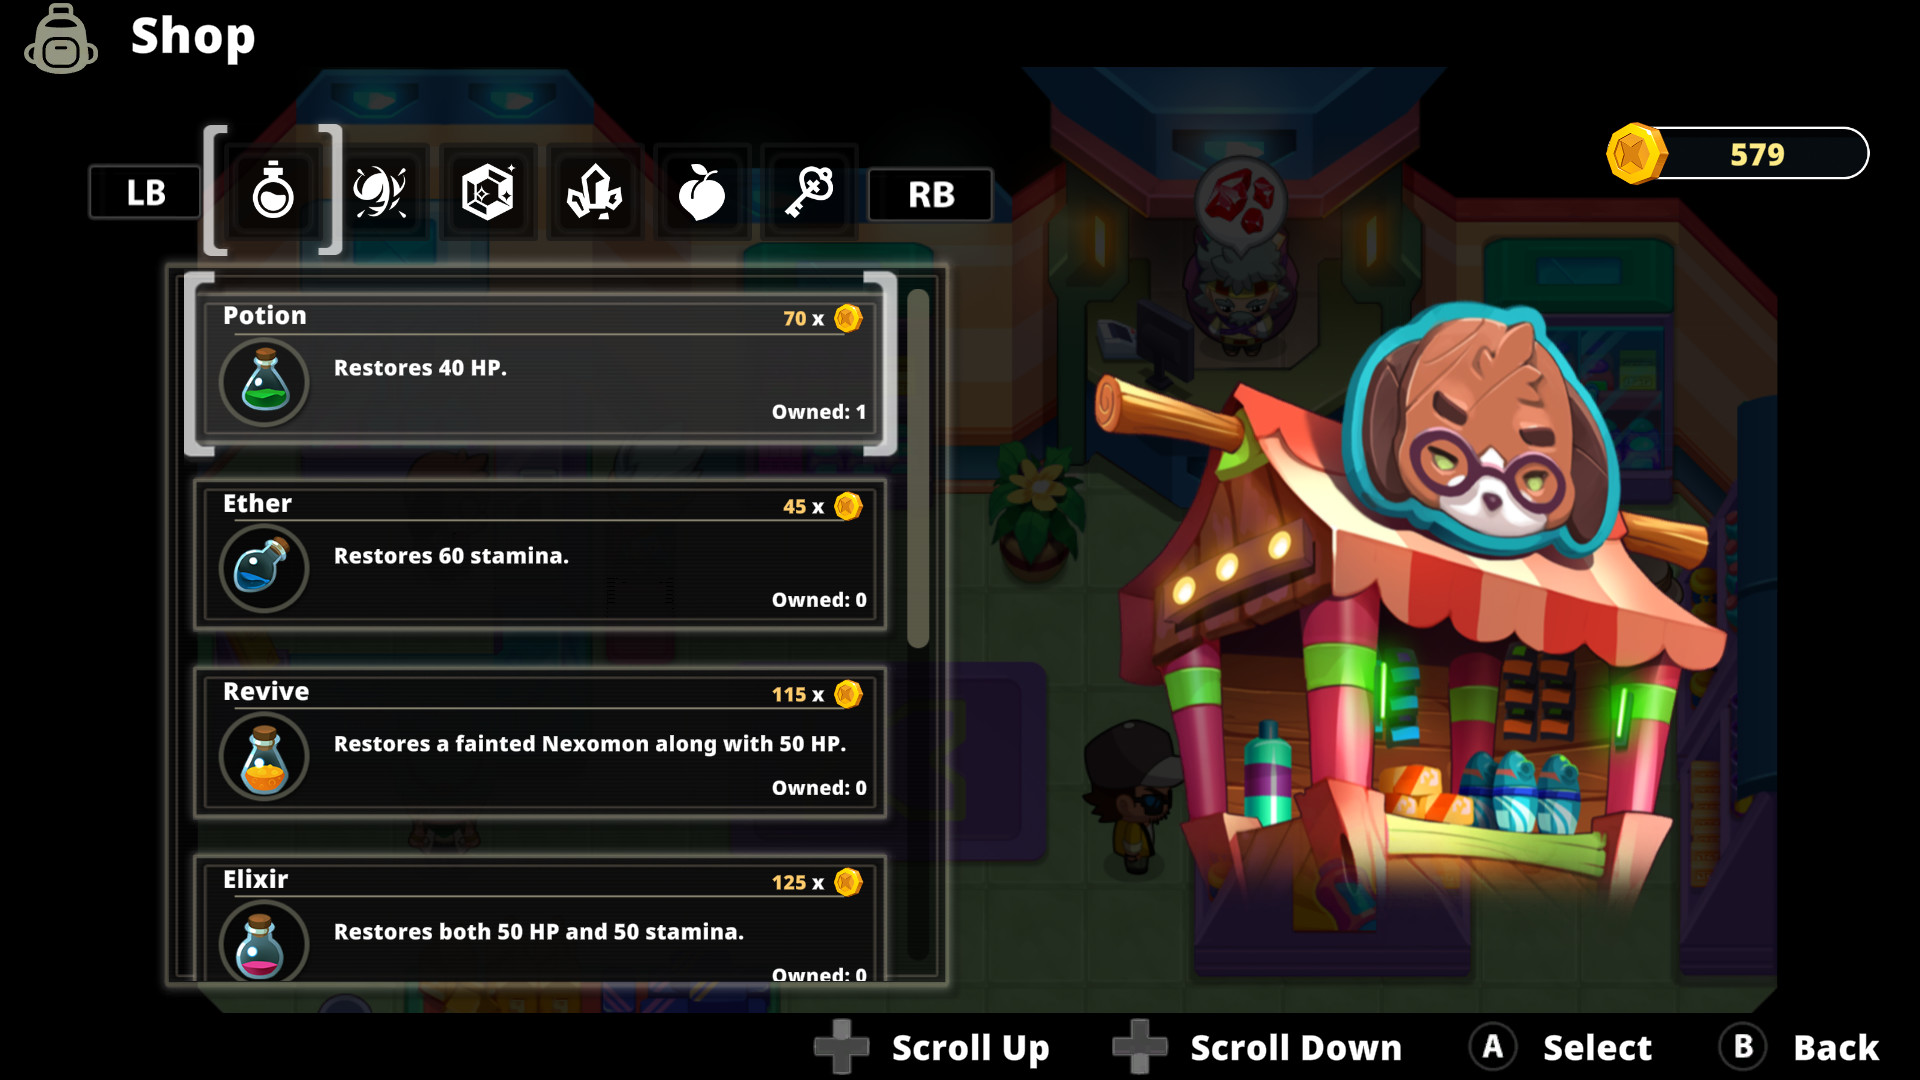 Shop
579
LB
RB
Potion
70 x
Restores 40 HP.
Owned: 1
Ether
45 x
Restores 60 stamina.
Owned: 0
Revive
115 x
Restores a fainted Nexomon along with 50 HP.
Owned: 0
Elixir
125 x
Restores both 50 HP and 50 stamina.
Owned: 0
Scroll Up
Scroll Down
A Select
B Back